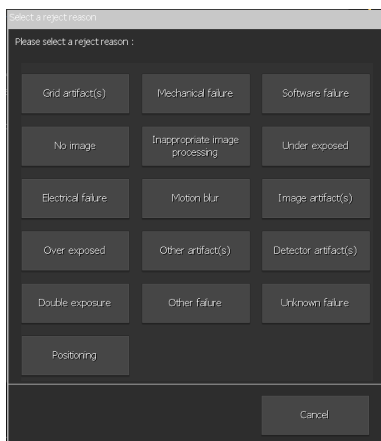 Select a reject reason
Please select a reject reason :
Grid artifact(s)
Mechanical failure
Software failure
No image
Inappropriate image
processing
Under exposed
Electrical failure
Motion blur
Image artifact(s)
Over exposed
Other artifact(s)
Detector artifact(s)
Double exposure
Other failure
Unknown failure
Positioning
Cancel